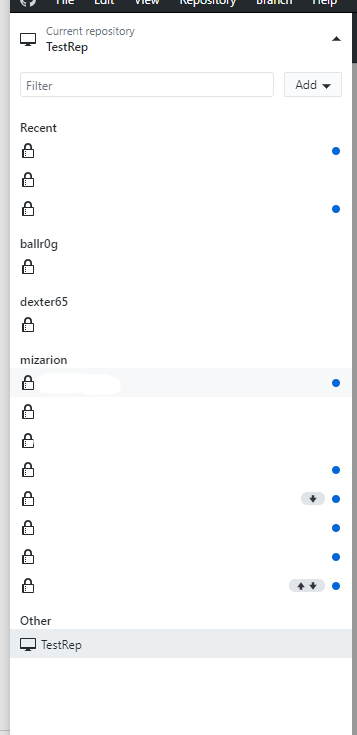 File Edit View Repository Branch Help
Current repository
TestRep
Filter
Add
Recent
ballr0g
dexter65
mizarion
Other
TestRep